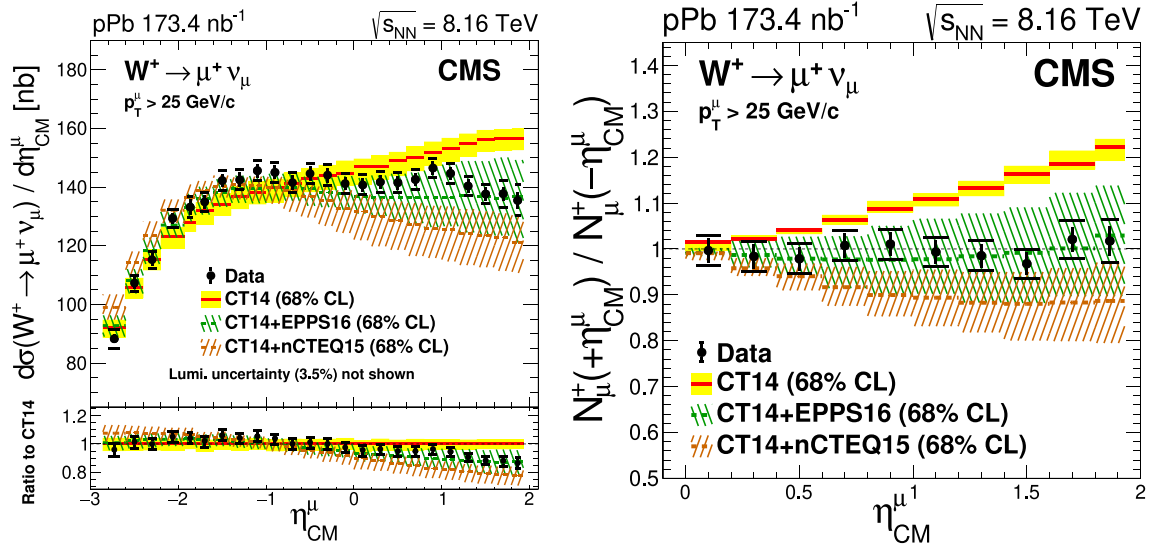 pPb 173.4 nb⁻¹ √s_NN = 8.16 TeV
W⁺ → μ⁺ ν_μ CMS
p_T^μ > 25 GeV/c
dσ(W⁺ → μ⁺ ν_μ) / dη^μ_CM [nb]
180
160
140
120
100
80
Data
CT14 (68% CL)
CT14+EPPS16 (68% CL)
CT14+nCTEQ15 (68% CL)
Lumi. uncertainty (3.5%) not shown
Ratio to CT14
1.2
1
0.8
−3 −2 −1 0 1 2
η^μ_CM
pPb 173.4 nb⁻¹ √s_NN = 8.16 TeV
W⁺ → μ⁺ ν_μ CMS
p_T^μ > 25 GeV/c
N⁺_μ(+η^μ_CM) / N⁺_μ(−η^μ_CM)
1.4
1.3
1.2
1.1
1
0.9
0.8
0.7
0.6
0.5
Data
CT14 (68% CL)
CT14+EPPS16 (68% CL)
CT14+nCTEQ15 (68% CL)
0 0.5 1 1.5 2
η^μ_CM